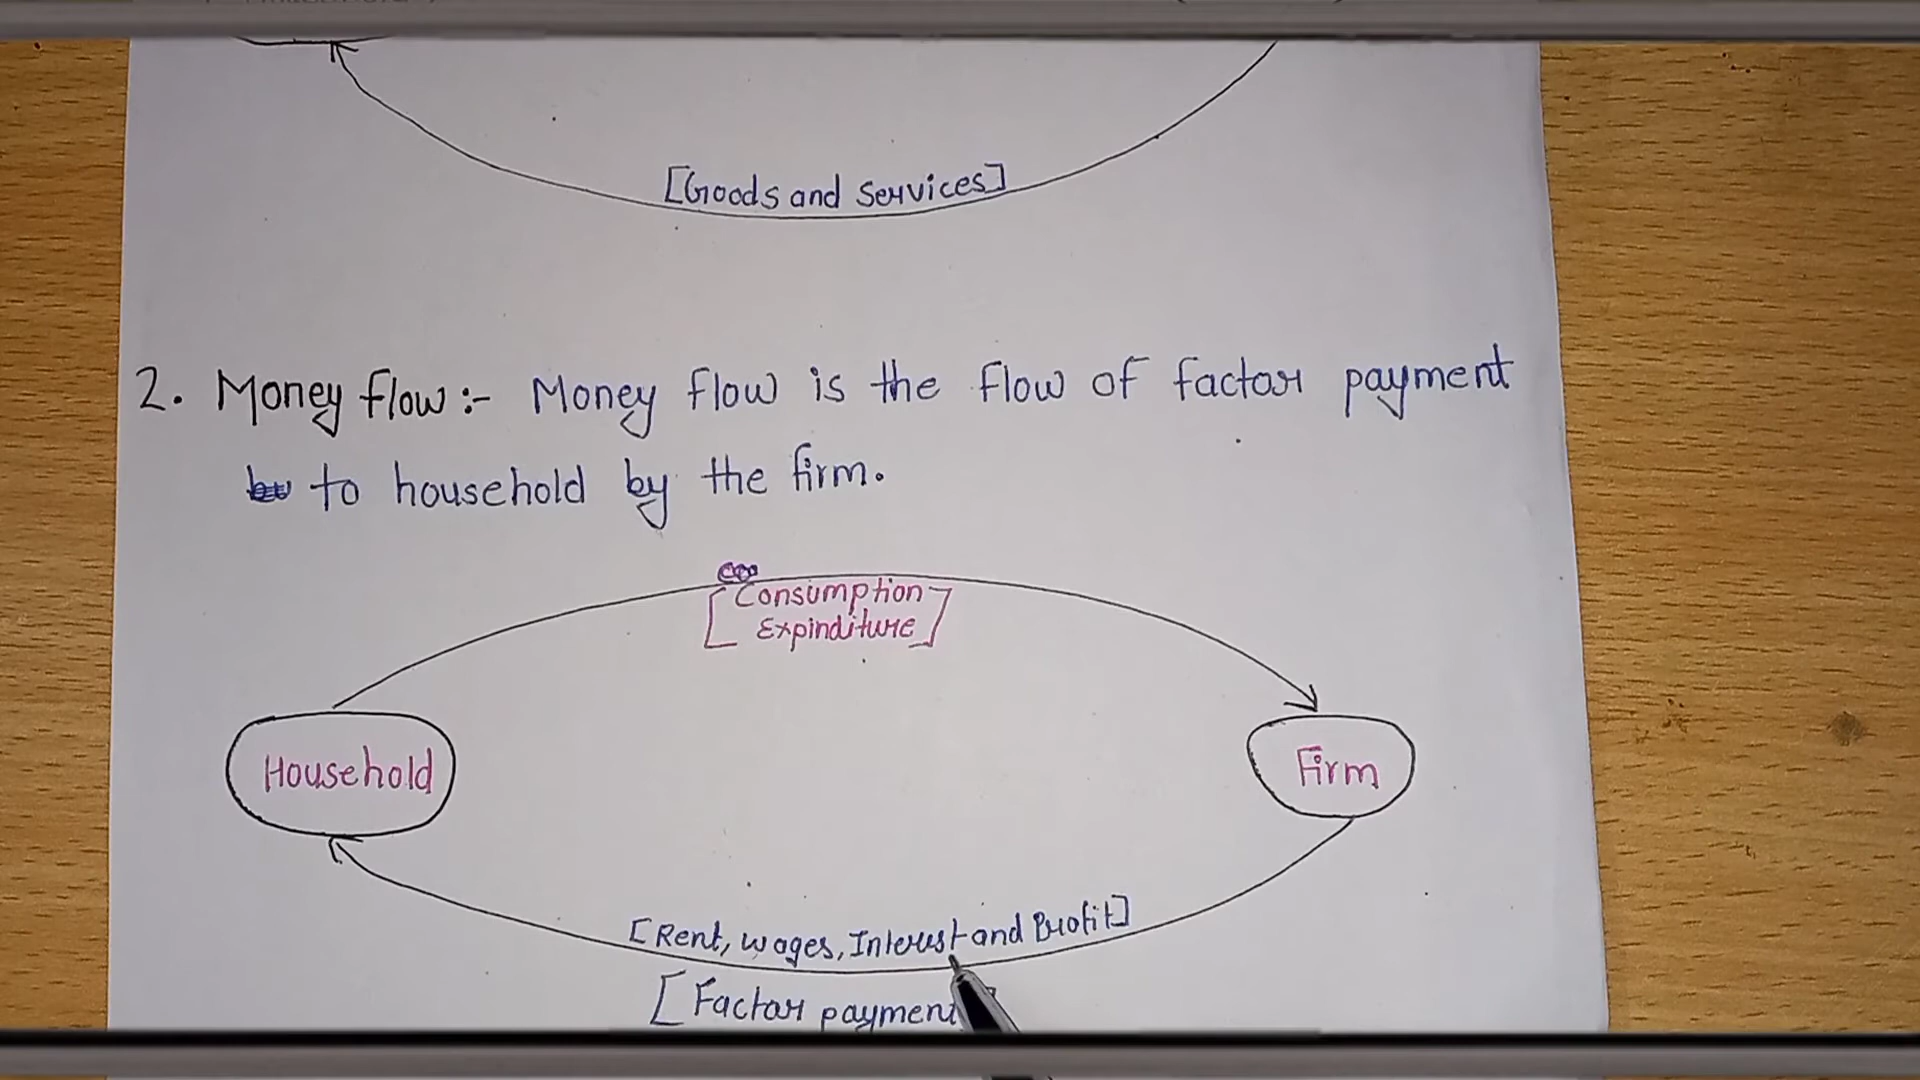 [Goods and Services]
2. Money flow :- Money flow is the flow of factor payment
to household by the firm.
[Consumption
Expinditure]
Household
Firm
[Rent, wages, Interest and Profit]
[Factor payment